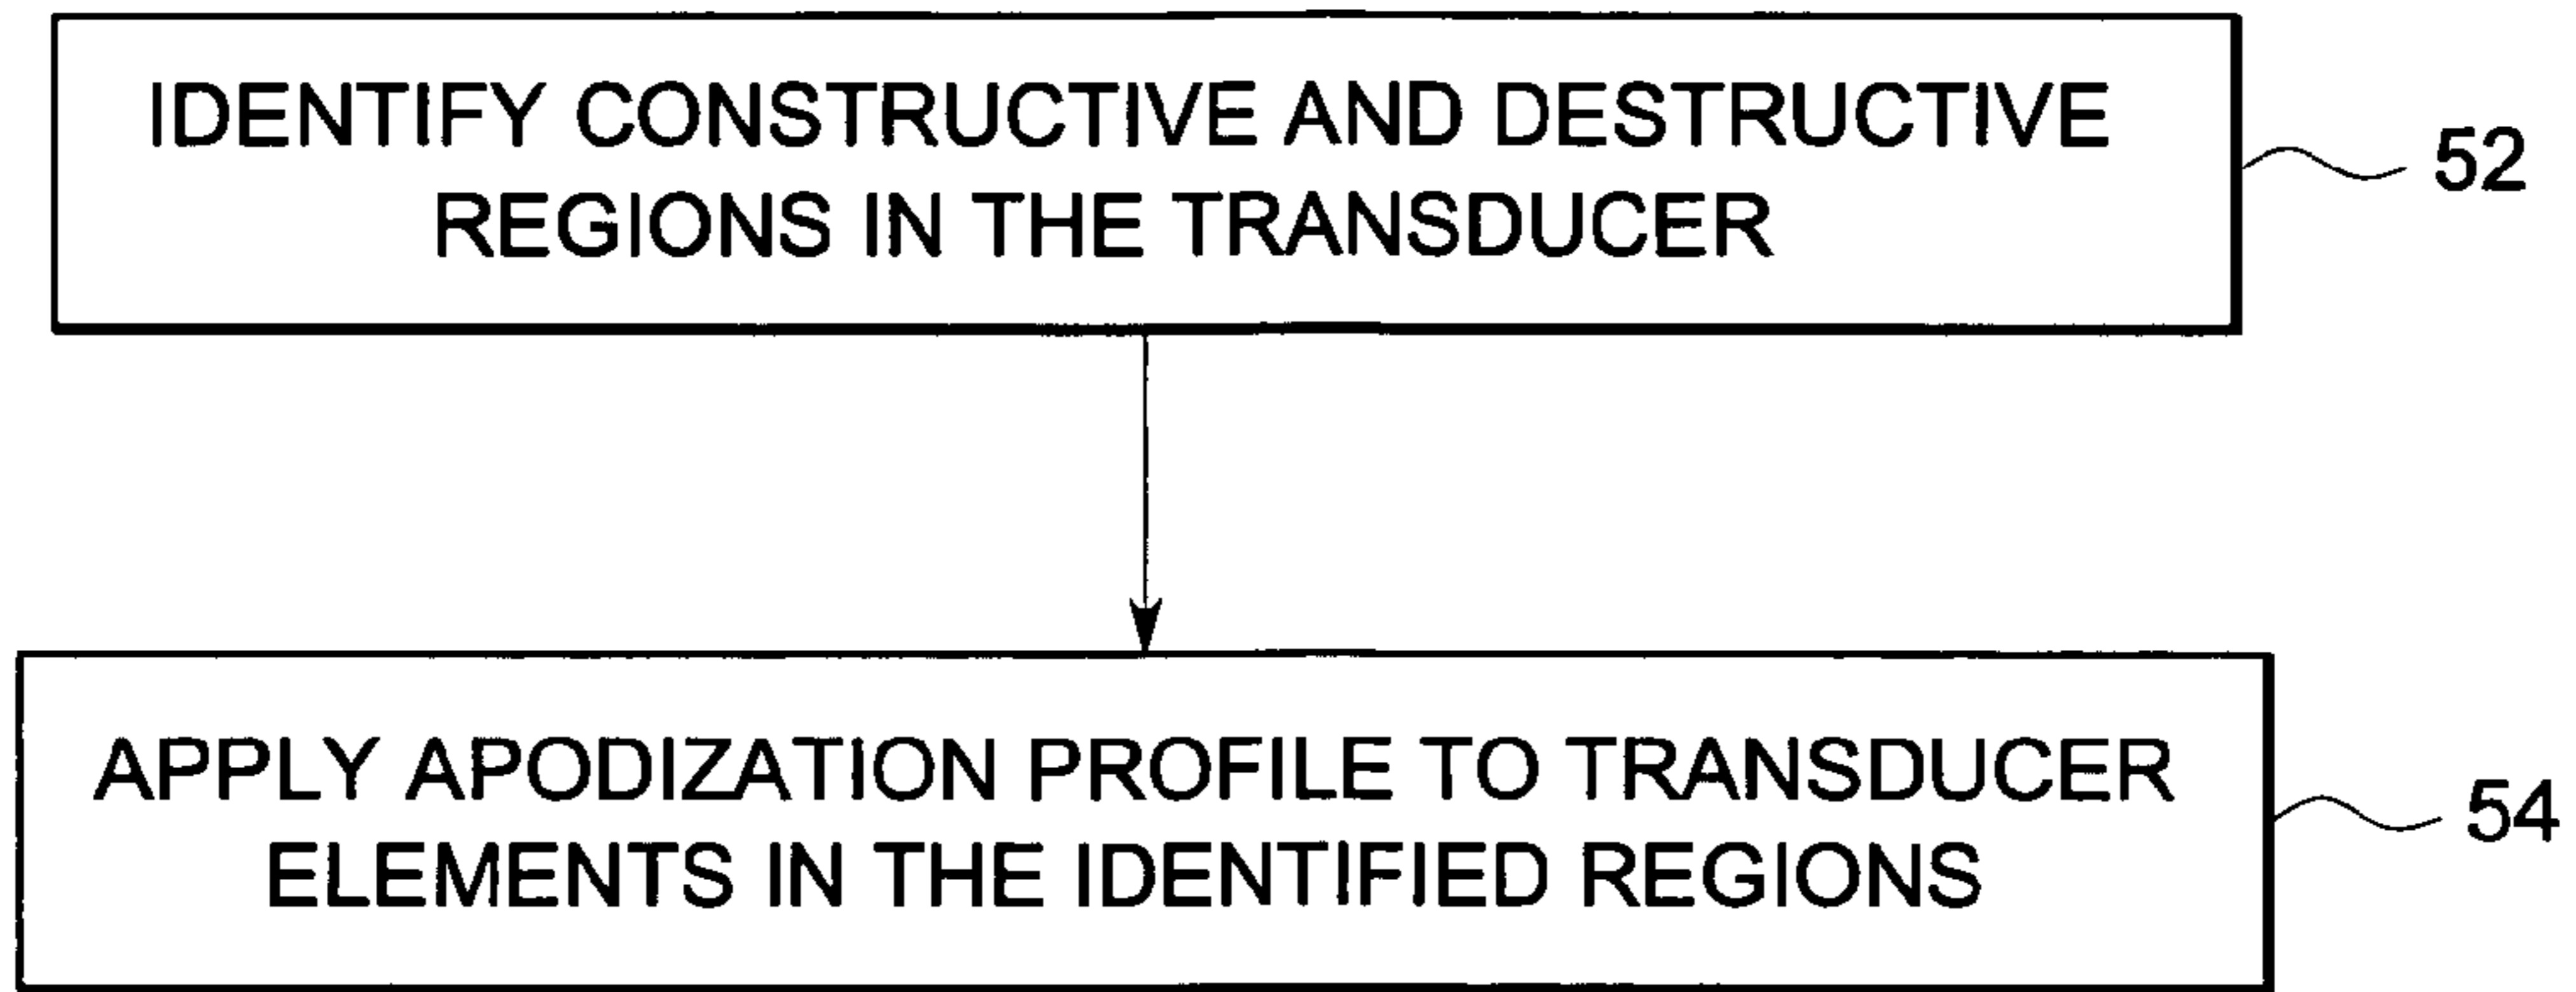 IDENTIFY CONSTRUCTIVE AND DESTRUCTIVE
REGIONS IN THE TRANSDUCER
52
APPLY APODIZATION PROFILE TO TRANSDUCER
ELEMENTS IN THE IDENTIFIED REGIONS
54